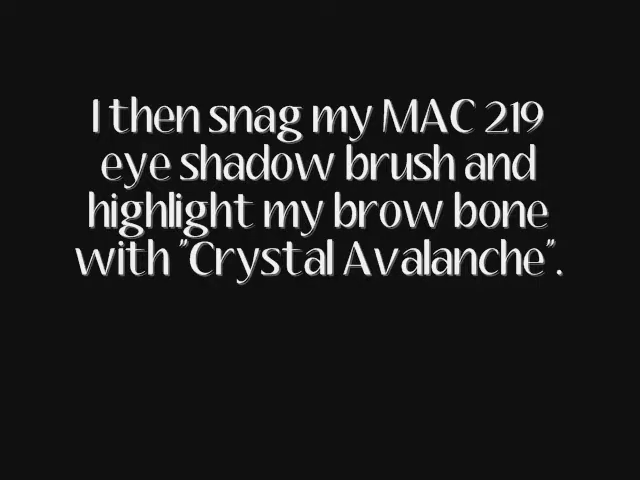 I then snag my MAC 219
eye shadow brush and
highlight my brow bone
with "Crystal Avalanche".